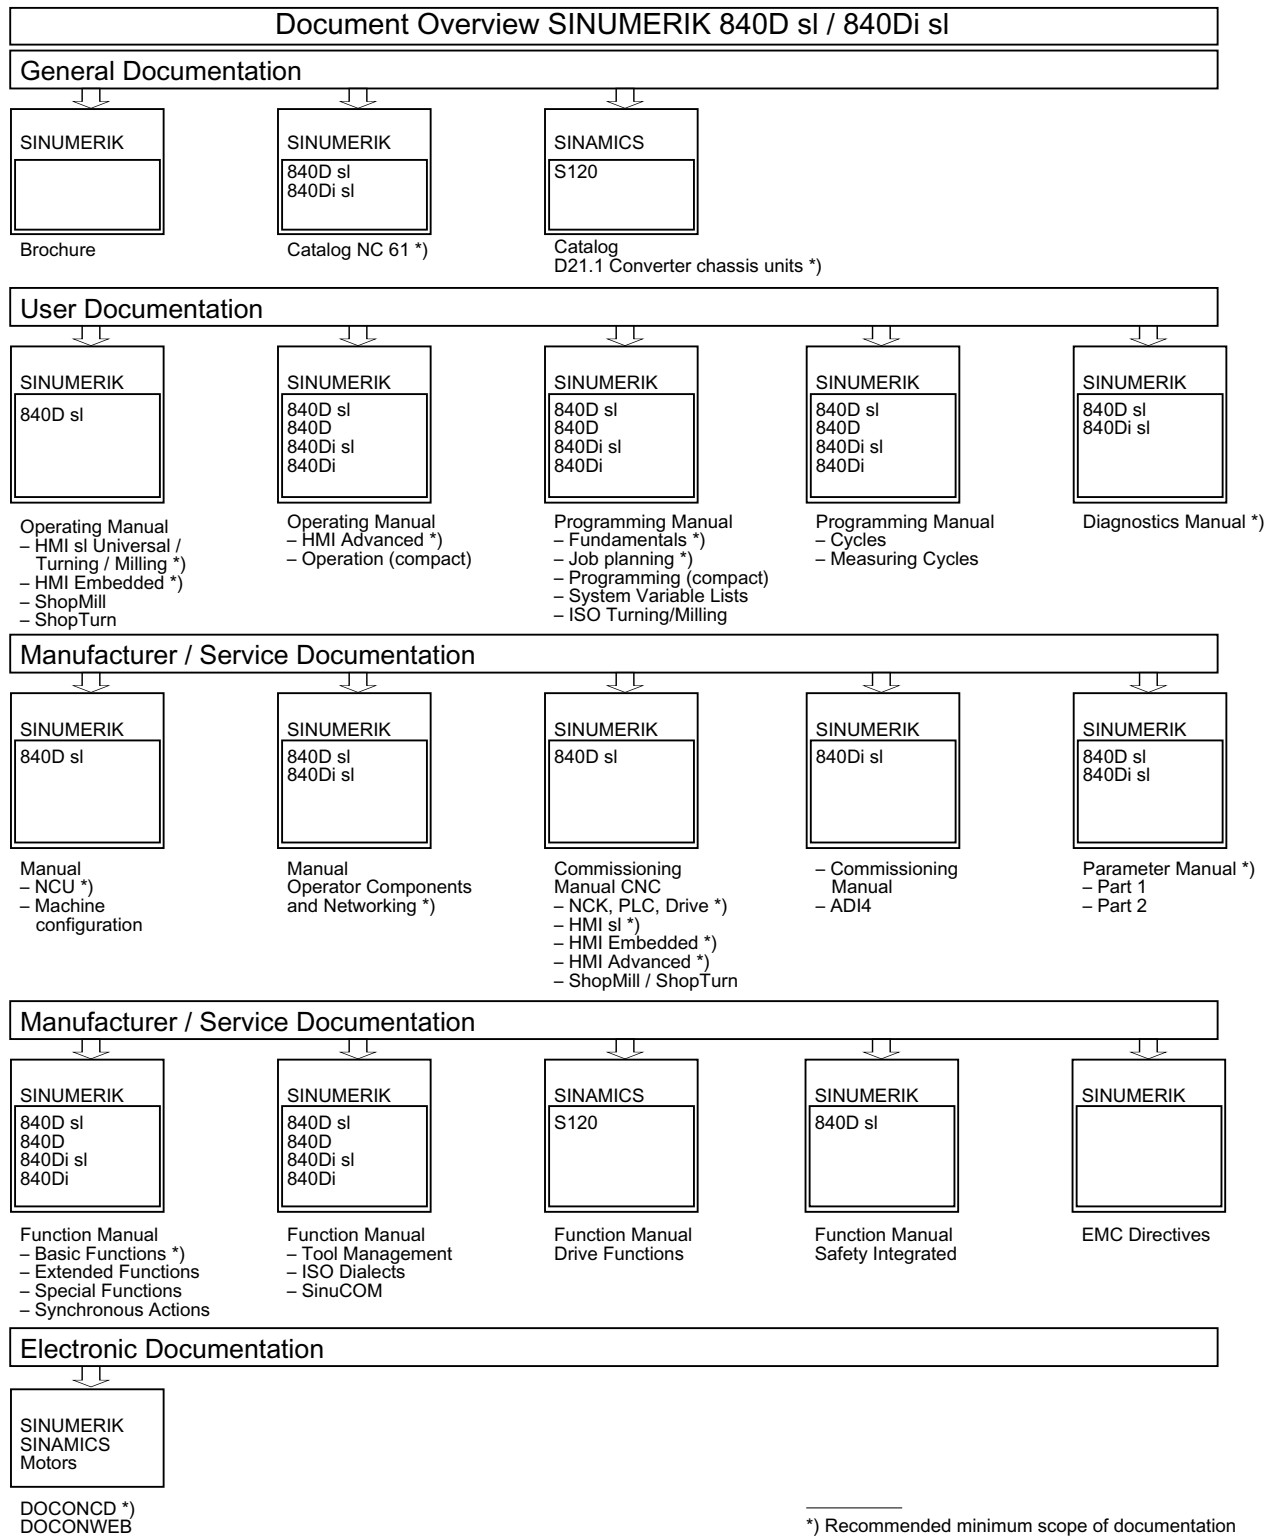 Document Overview SINUMERIK 840D sl / 840Di sl
General Documentation
SINUMERIK
Brochure
SINUMERIK
840D sl
840Di sl
Catalog NC 61 *)
SINAMICS
S120
Catalog
D21.1 Converter chassis units *)
User Documentation
SINUMERIK
840D sl
Operating Manual
– HMI sl Universal /
Turning / Milling *)
– HMI Embedded *)
– ShopMill
– ShopTurn
SINUMERIK
840D sl
840D
840Di sl
840Di
Operating Manual
– HMI Advanced *)
– Operation (compact)
SINUMERIK
840D sl
840D
840Di sl
840Di
Programming Manual
– Fundamentals *)
– Job planning *)
– Programming (compact)
– System Variable Lists
– ISO Turning/Milling
SINUMERIK
840D sl
840D
840Di sl
840Di
Programming Manual
– Cycles
– Measuring Cycles
SINUMERIK
840D sl
840Di sl
Diagnostics Manual *)
Manufacturer / Service Documentation
SINUMERIK
840D sl
Manual
– NCU *)
– Machine
configuration
SINUMERIK
840D sl
840Di sl
Manual
Operator Components
and Networking *)
SINUMERIK
840D sl
Commissioning
Manual CNC
– NCK, PLC, Drive *)
– HMI sl *)
– HMI Embedded *)
– HMI Advanced *)
– ShopMill / ShopTurn
SINUMERIK
840Di sl
– Commissioning
Manual
– ADI4
SINUMERIK
840D sl
840Di sl
Parameter Manual *)
– Part 1
– Part 2
Manufacturer / Service Documentation
SINUMERIK
840D sl
840D
840Di sl
840Di
Function Manual
– Basic Functions *)
– Extended Functions
– Special Functions
– Synchronous Actions
SINUMERIK
840D sl
840D
840Di sl
840Di
Function Manual
– Tool Management
– ISO Dialects
– SinuCOM
SINAMICS
S120
Function Manual
Drive Functions
SINUMERIK
840D sl
Function Manual
Safety Integrated
SINUMERIK
EMC Directives
Electronic Documentation
SINUMERIK
SINAMICS
Motors
DOCONCD *)
DOCONWEB
*) Recommended minimum scope of documentation